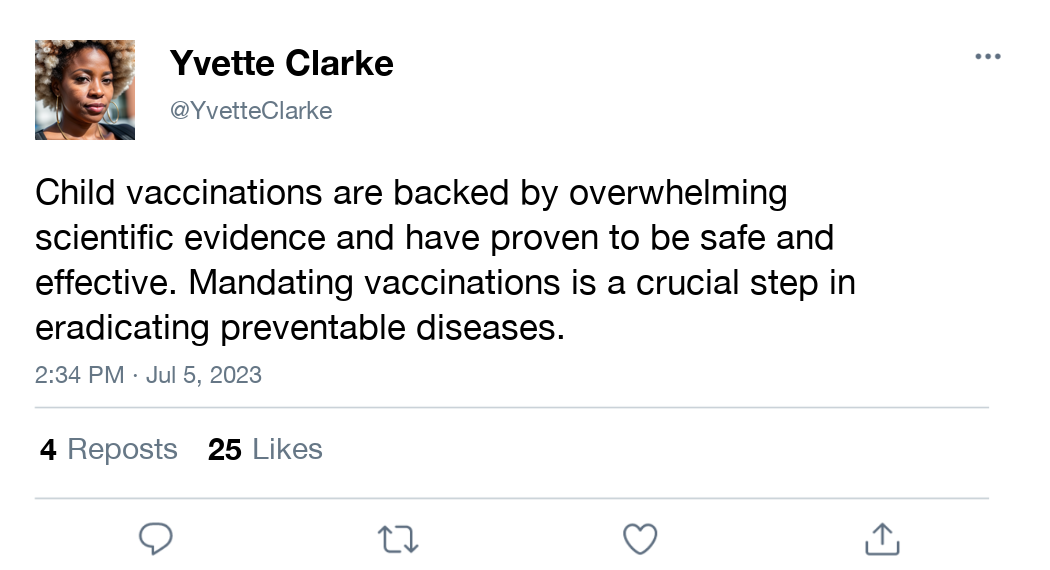 Yvette Clarke
@YvetteClarke
Child vaccinations are backed by overwhelming
scientific evidence and have proven to be safe and
effective. Mandating vaccinations is a crucial step in
eradicating preventable diseases.
2:34 PM · Jul 5, 2023
4 Reposts 25 Likes